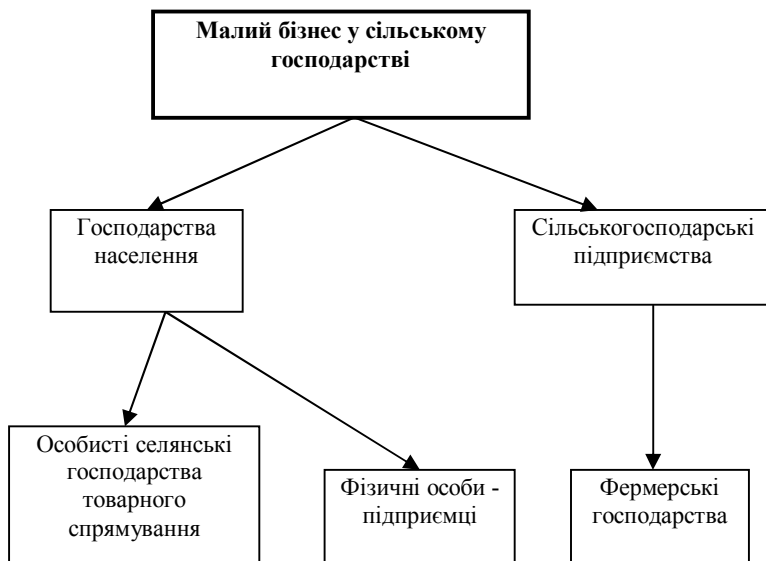 Малий бізнес у сільському
господарстві
Господарства
населення
Сільськогосподарські
підприємства
Особисті селянські
господарства
товарного
спрямування
Фізичні особи -
підприємці
Фермерські
господарства